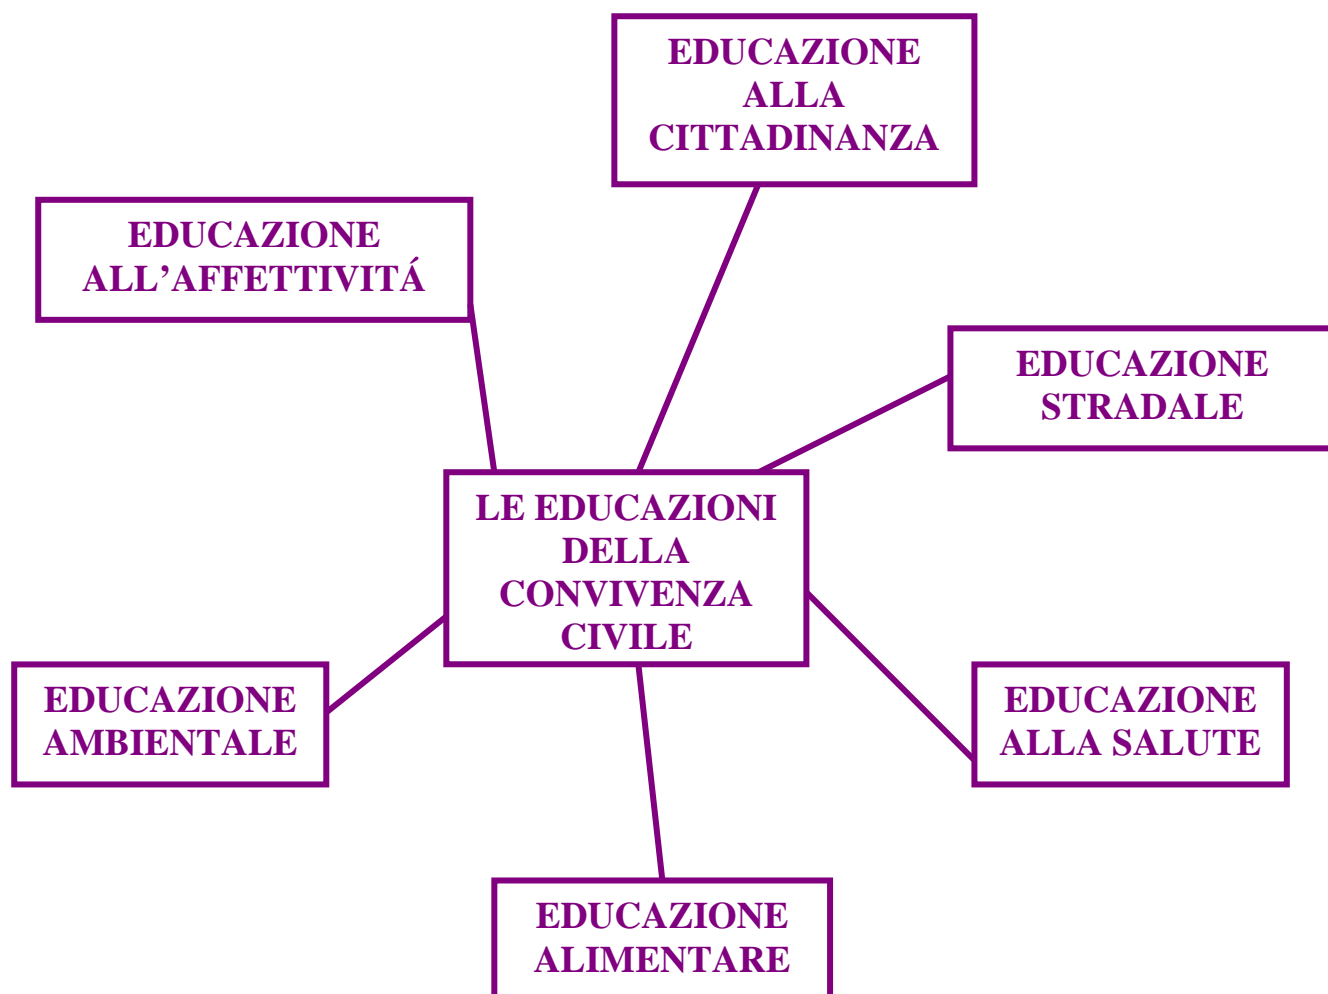 EDUCAZIONE
ALLA
CITTADINANZA
EDUCAZIONE
ALL’AFFETTIVITÁ
EDUCAZIONE
STRADALE
LE EDUCAZIONI
DELLA
CONVIVENZA
CIVILE
EDUCAZIONE
AMBIENTALE
EDUCAZIONE
ALLA SALUTE
EDUCAZIONE
ALIMENTARE